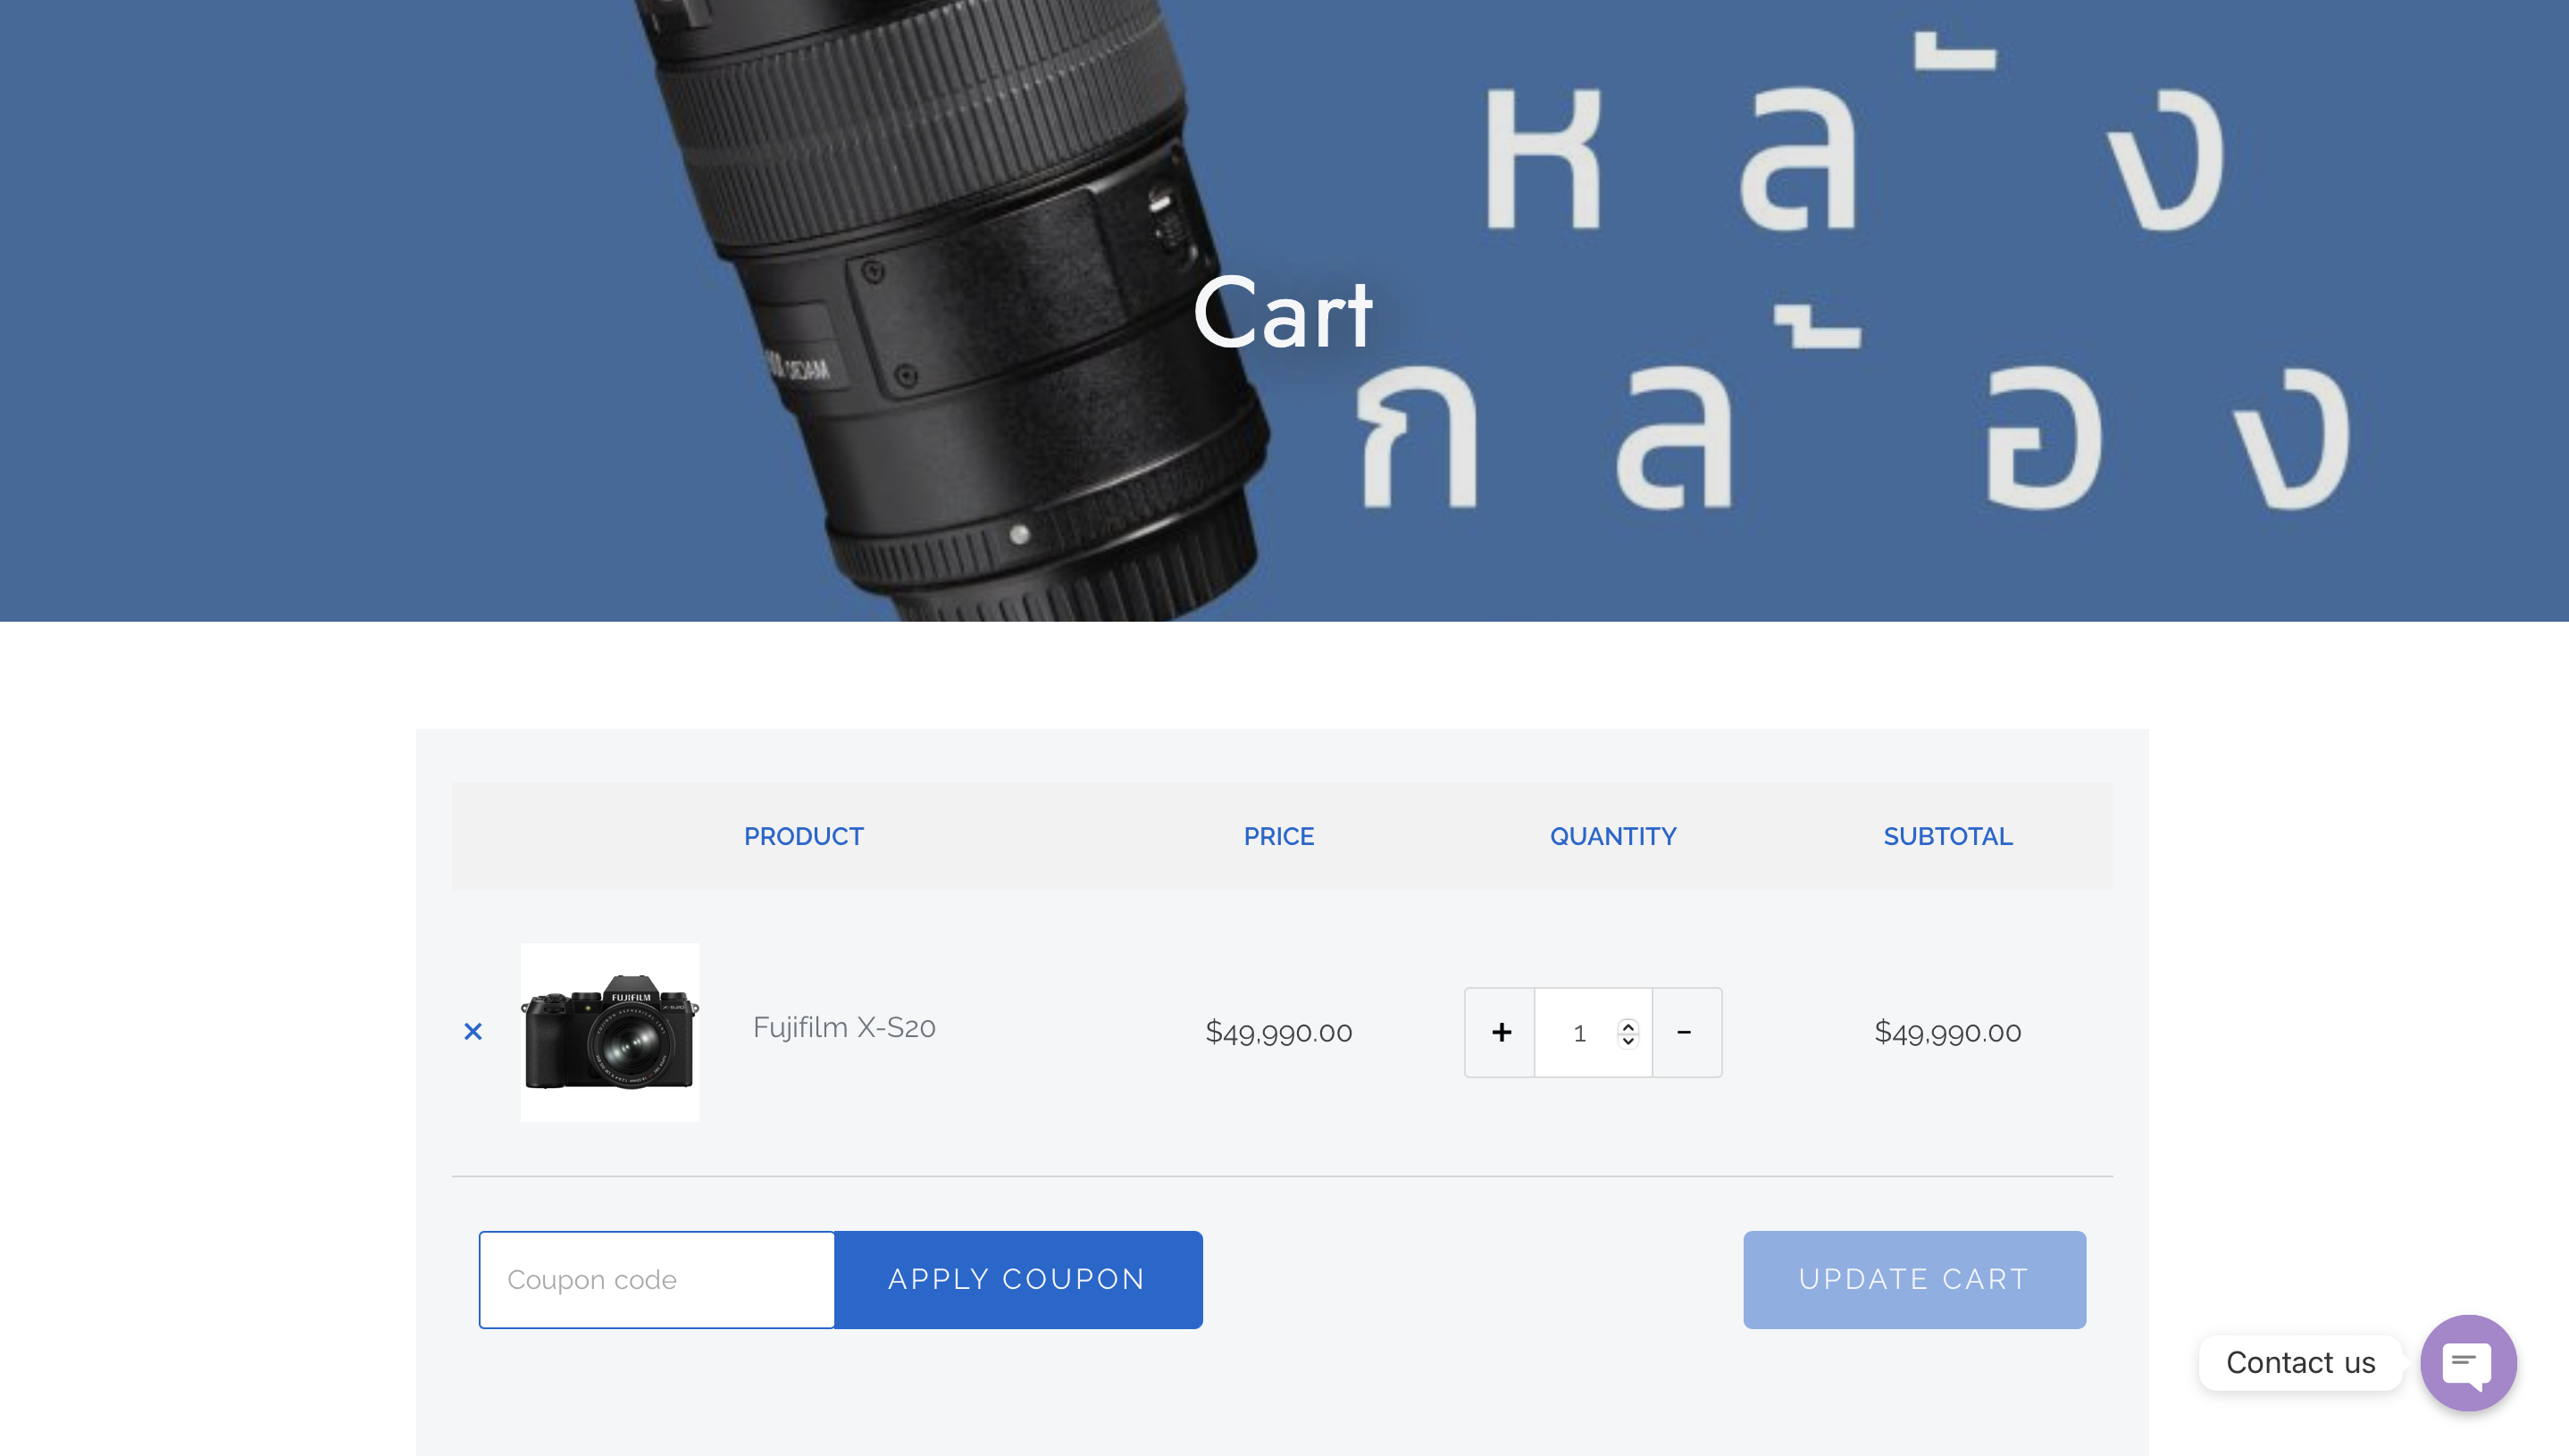 หลัง
Cart
กล้อง
PRODUCT PRICE QUANTITY SUBTOTAL
FUJIFILM
× Fujifilm X-S20 $49,990.00 + 1 - $49,990.00
Coupon code APPLY COUPON UPDATE CART
Contact us